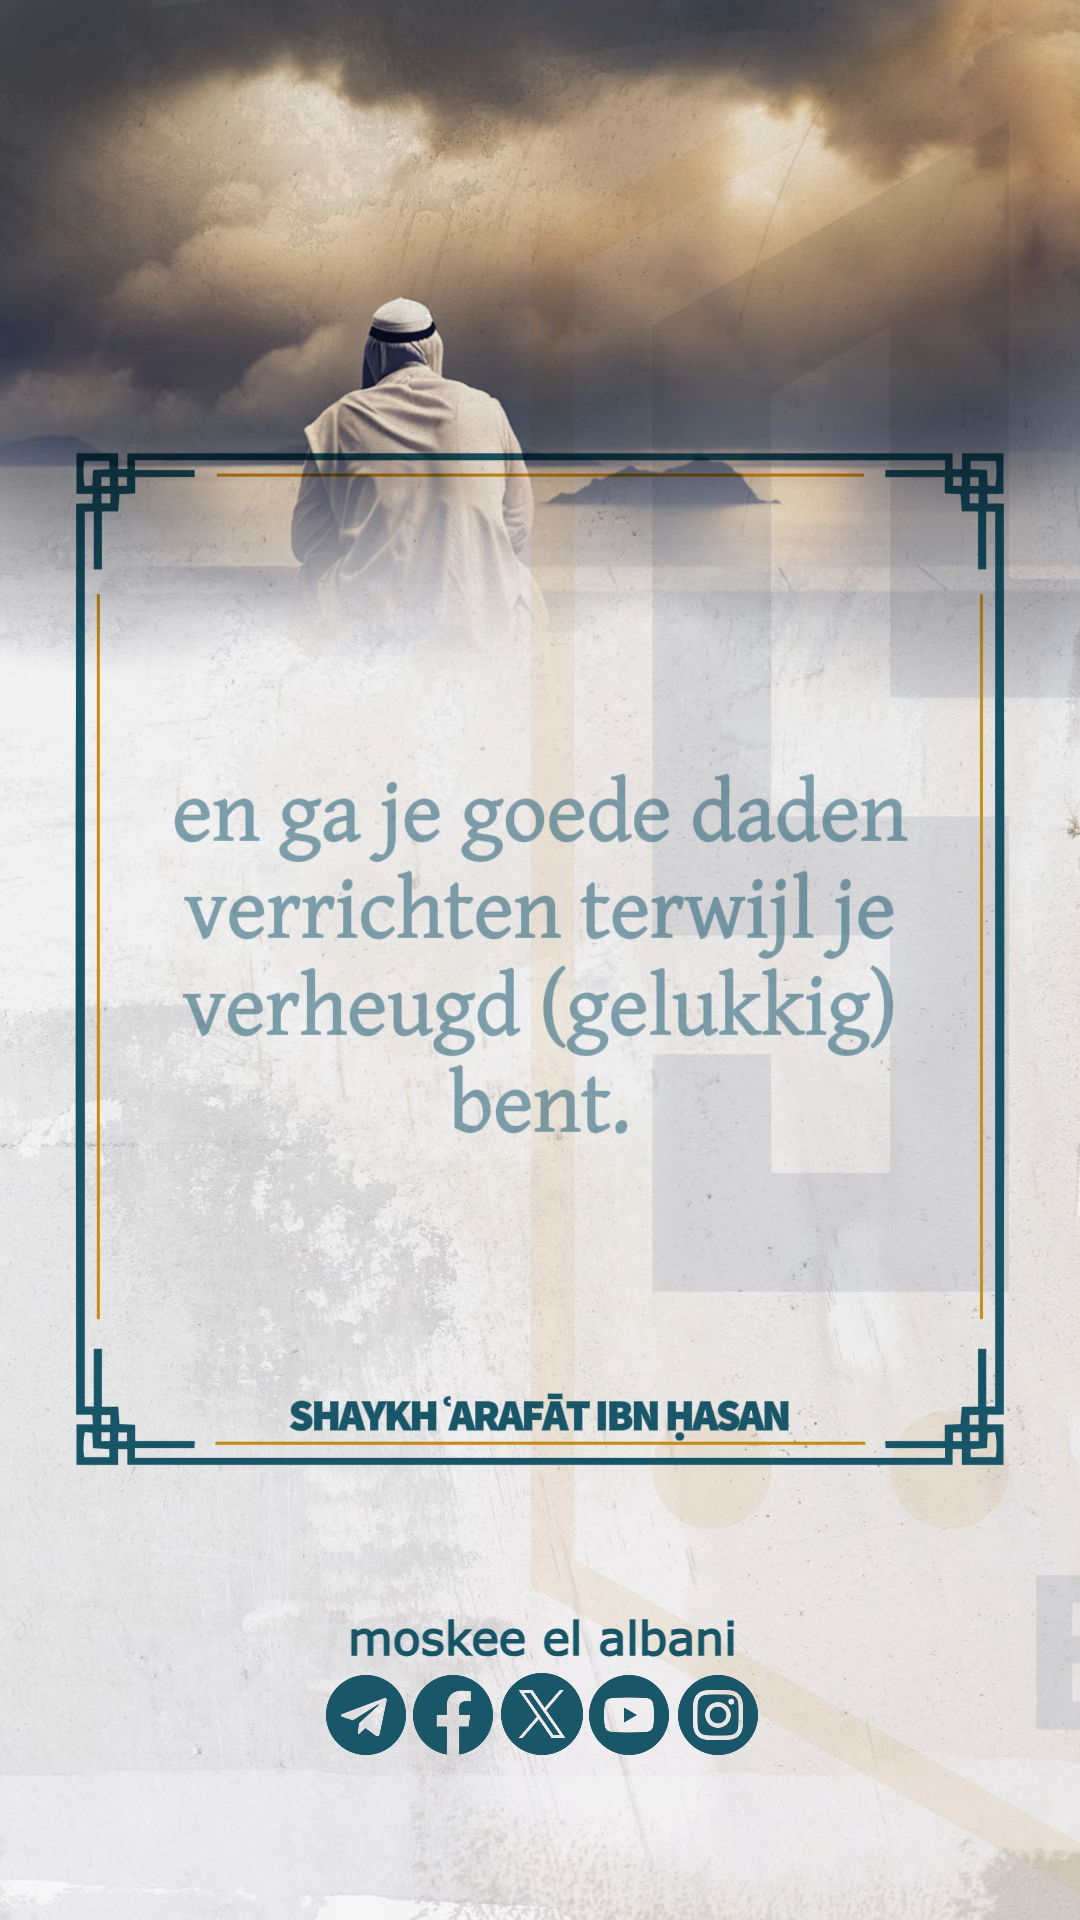 en ga je goede daden
verrichten terwijl je
verheugd (gelukkig)
bent.
SHAYKH ʿARAFĀT IBN ḤASAN
moskee el albani